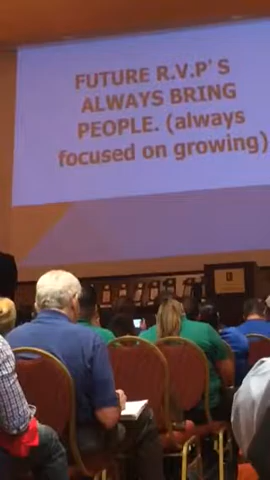 FUTURE R.V.P'S
ALWAYS BRING
PEOPLE. (always
focused on growing)